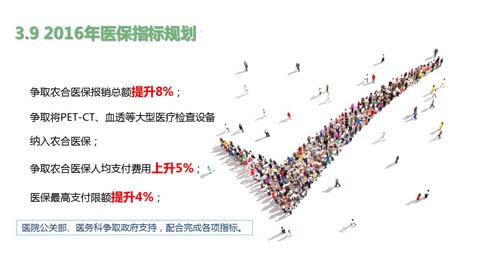 3.9 2016年医保指标规划
争取农合医保报销总额提升8%；
争取将PET-CT、血透等大型医疗检查设备
纳入农合医保；
争取农合医保人均支付费用上升5%；
医保最高支付限额提升4%；
医院公关部、医务科争取政府支持，配合完成各项指标。